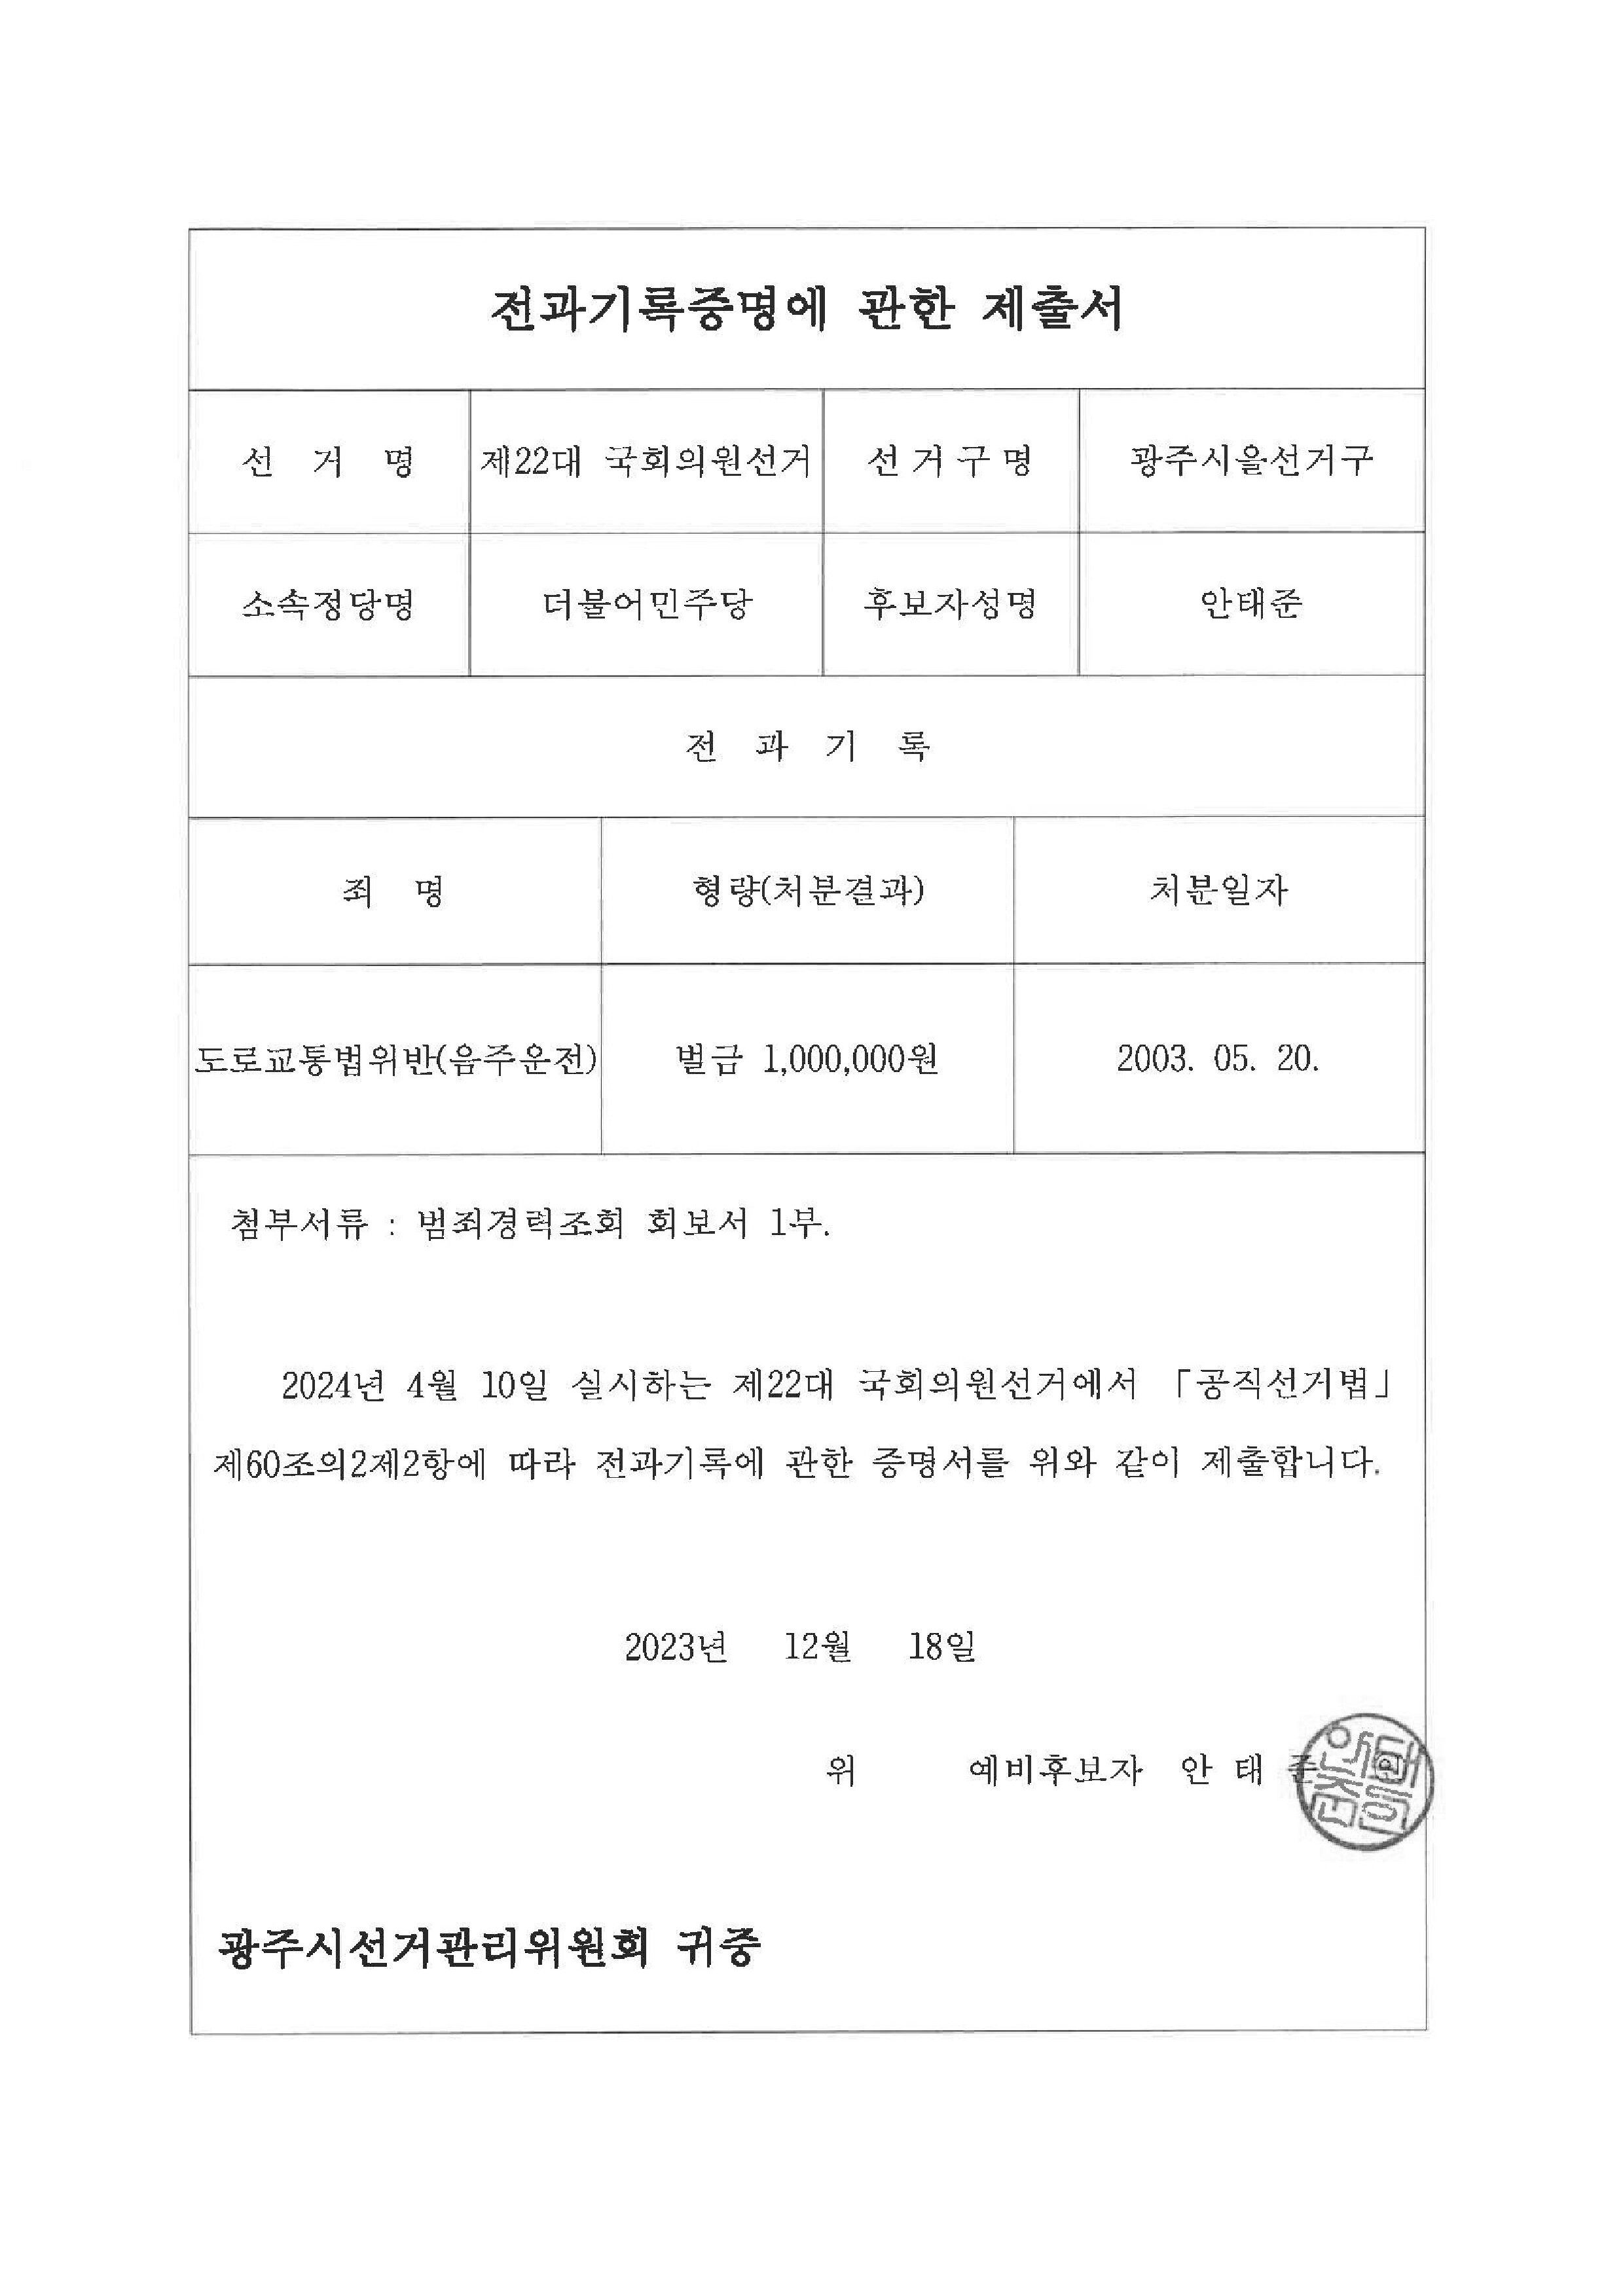 전과기록증명에 관한 제출서
선 거 명 제22대 국회의원선거 선 거 구 명 광주시을선거구
소속정당명 더불어민주당 후보자성명 안태준
전 과 기 록
죄 명 형량(처분결과) 처분일자
도로교통법위반(음주운전) 벌금 1,000,000원 2003. 05. 20.
첨부서류 : 범죄경력조회 회보서 1부.
2024년 4월 10일 실시하는 제22대 국회의원선거에서 「공직선거법」
제60조의2제2항에 따라 전과기록에 관한 증명서를 위와 같이 제출합니다.
2023년 12월 18일
위 예비후보자 안 태 준
광주시선거관리위원회 귀중